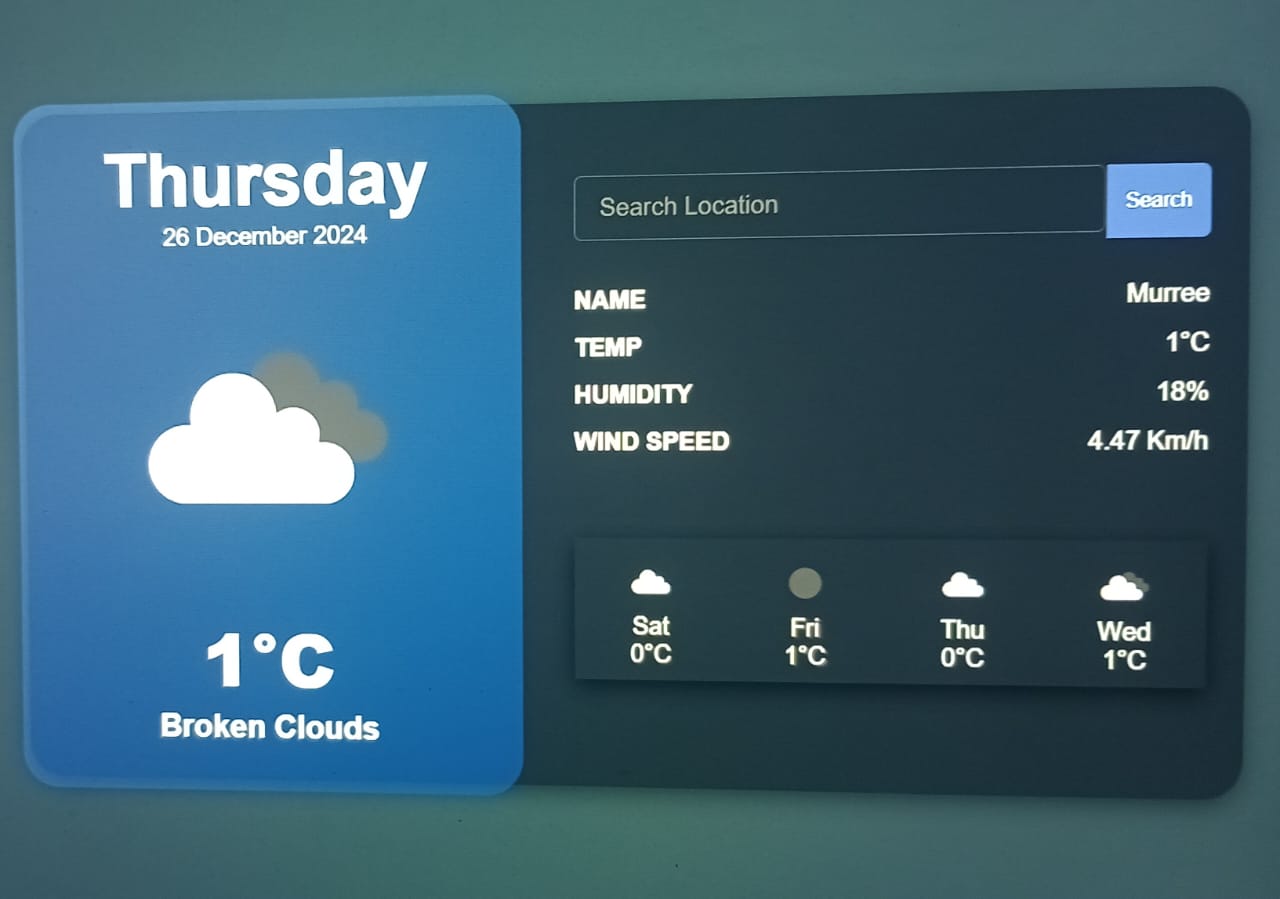 Thursday
26 December 2024
1°C
Broken Clouds
Search Location
Search
NAME Murree
TEMP 1°C
HUMIDITY 18%
WIND SPEED 4.47 Km/h
Sat Fri Thu Wed
0°C 1°C 0°C 1°C